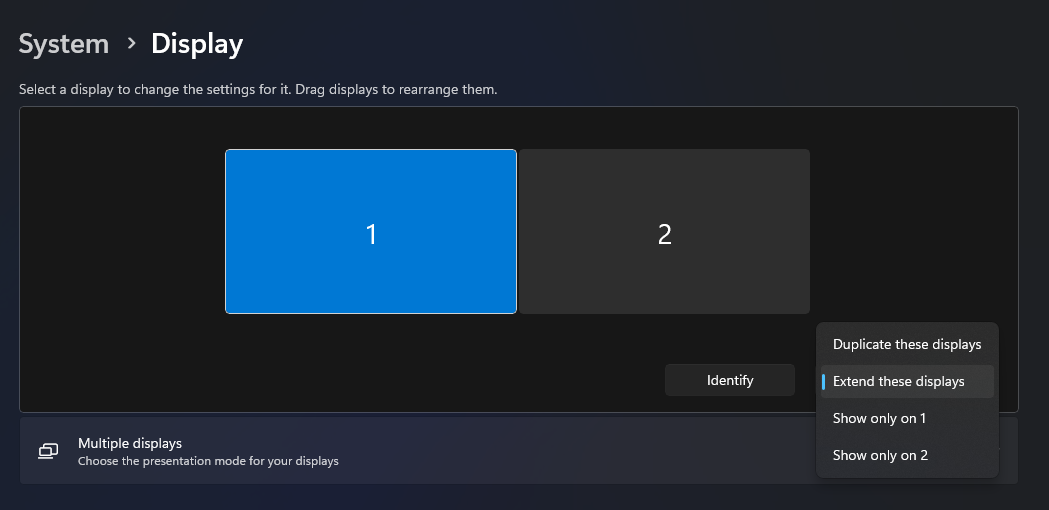 System > Display
Select a display to change the settings for it. Drag displays to rearrange them.
1
2
Identify
Duplicate these displays
Extend these displays
Show only on 1
Show only on 2
Multiple displays
Choose the presentation mode for your displays